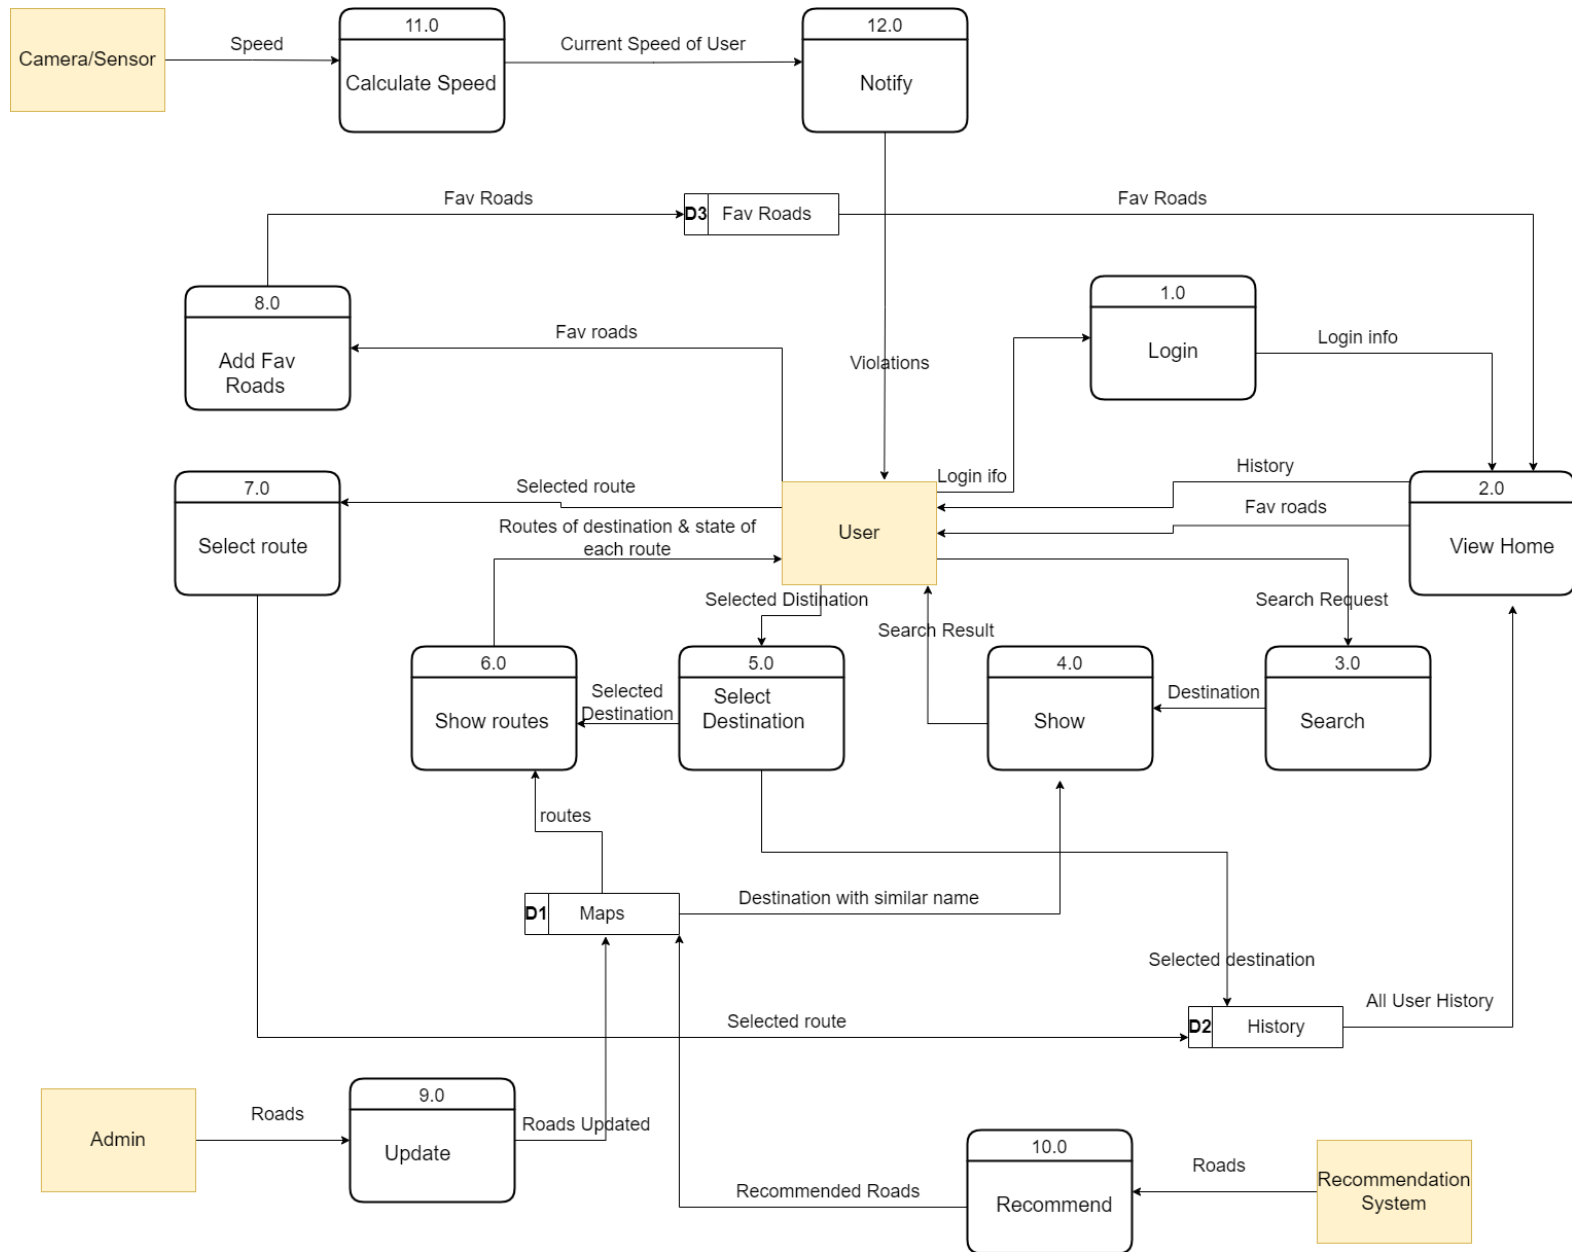 11.0
12.0
Camera/Sensor
Speed
Calculate Speed
Current Speed of User
Notify
Fav Roads
D3
Fav Roads
Fav Roads
8.0
Add Fav
Roads
Fav roads
Violations
1.0
Login
Login info
Login ifo
History
Fav roads
2.0
View Home
7.0
Select route
Selected route
Routes of destination & state of
each route
User
Selected Distination
Search Result
Search Request
6.0
Show routes
Selected
Destination
5.0
Select
Destination
4.0
Show
Destination
3.0
Search
routes
D1
Maps
Destination with similar name
Selected destination
Selected route
D2
History
All User History
Admin
Roads
9.0
Update
Roads Updated
Recommended Roads
10.0
Recommend
Roads
Recommendation
System